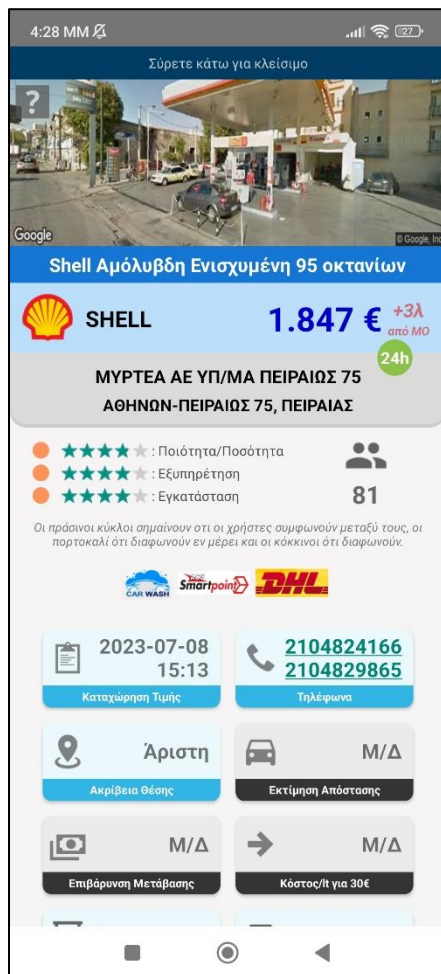 4:28 ΜΜ
27
Σύρετε κάτω για κλείσιμο
?
Google
© Google, Inc
Shell Αμόλυβδη Ενισχυμένη 95 οκτανίων
SHELL
1.847 €
+3λ
από ΜΟ
24h
ΜΥΡΤΕΑ ΑΕ ΥΠ/ΜΑ ΠΕΙΡΑΙΩΣ 75
ΑΘΗΝΩΝ-ΠΕΙΡΑΙΩΣ 75, ΠΕΙΡΑΙΑΣ
: Ποιότητα/Ποσότητα
: Εξυπηρέτηση
: Εγκατάσταση
81
Οι πράσινοι κύκλοι σημαίνουν οτι οι χρήστες συμφωνούν μεταξύ τους, οι
πορτοκαλί ότι διαφωνούν εν μέρει και οι κόκκινοι ότι διαφωνούν.
CAR WASH
Smartpoint
DHL
2023-07-08
15:13
Καταχώρηση Τιμής
2104824166
2104829865
Τηλέφωνα
Άριστη
Ακρίβεια Θέσης
Μ/Δ
Εκτίμηση Απόστασης
Μ/Δ
Επιβάρυνση Μετάβασης
Μ/Δ
Κόστος/lt για 30€